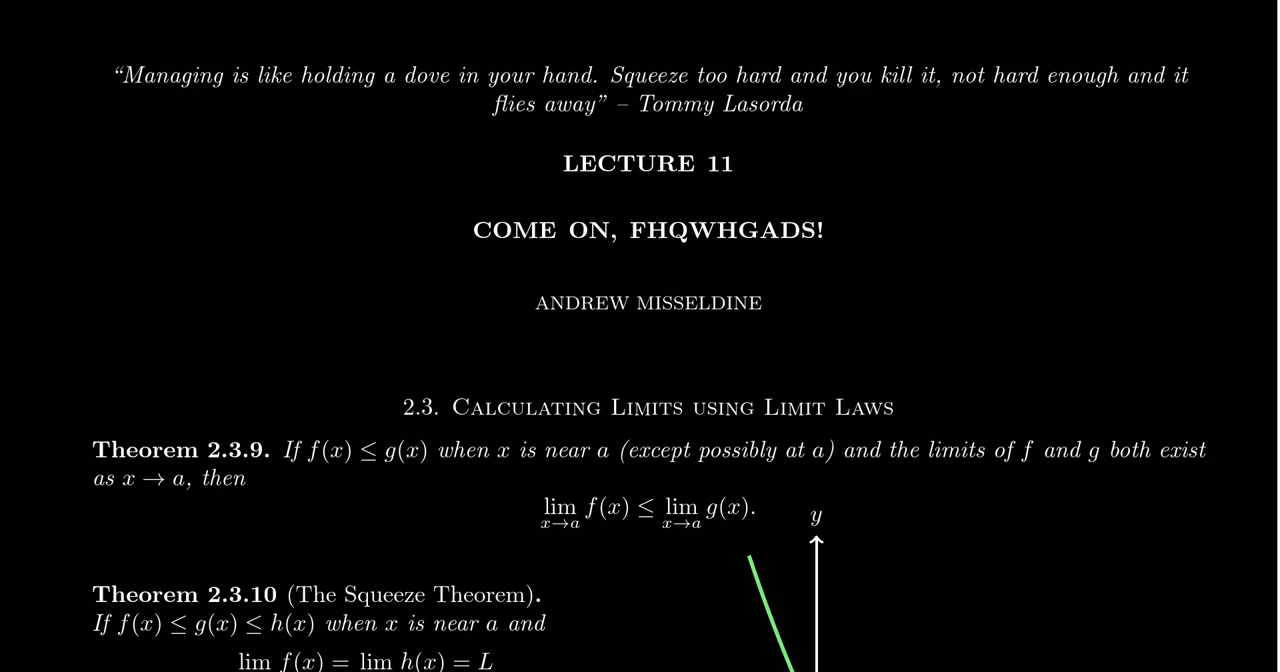 “Managing is like holding a dove in your hand. Squeeze too hard and you kill it, not hard enough and it
flies away” – Tommy Lasorda
LECTURE 11
COME ON, FHQWHGADS!
ANDREW MISSELDINE
2.3. Calculating Limits using Limit Laws
Theorem 2.3.9. If f(x) ≤ g(x) when x is near a (except possibly at a) and the limits of f and g both exist
as x → a, then
lim f(x) ≤ lim g(x).
x→a x→a
y
Theorem 2.3.10 (The Squeeze Theorem).
If f(x) ≤ g(x) ≤ h(x) when x is near a and
lim f(x) = lim h(x) = L